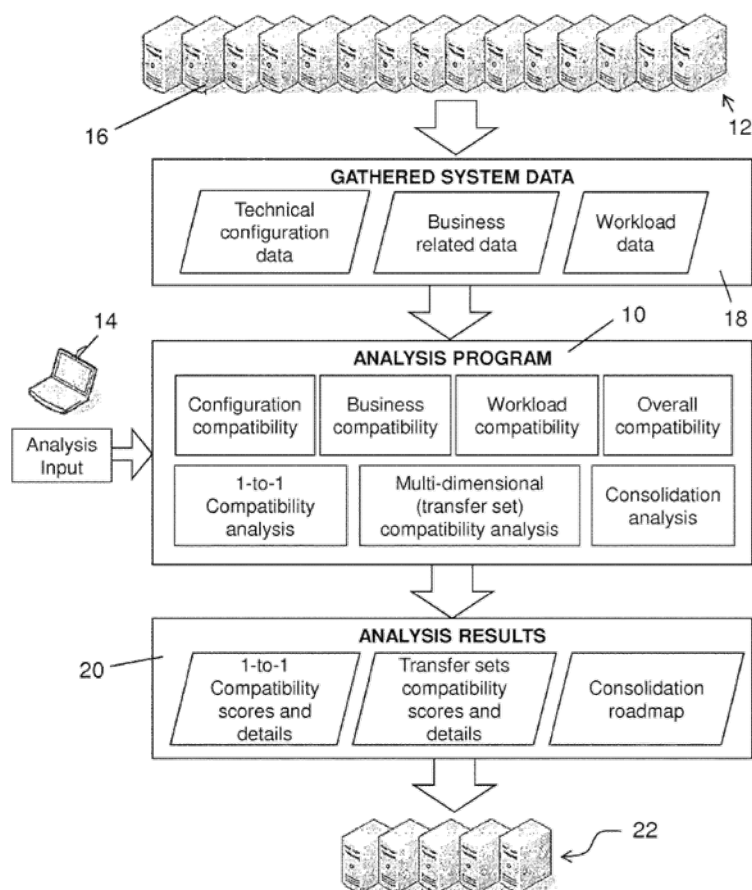 16
12
GATHERED SYSTEM DATA
Technical
configuration
data
Business
related data
Workload
data
18
14
10
ANALYSIS PROGRAM
Configuration
compatibility
Business
compatibility
Workload
compatibility
Overall
compatibility
Analysis
Input
1-to-1
Compatibility
analysis
Multi-dimensional
(transfer set)
compatibility analysis
Consolidation
analysis
20
ANALYSIS RESULTS
1-to-1
Compatibility
scores and
details
Transfer sets
compatibility
scores and
details
Consolidation
roadmap
22